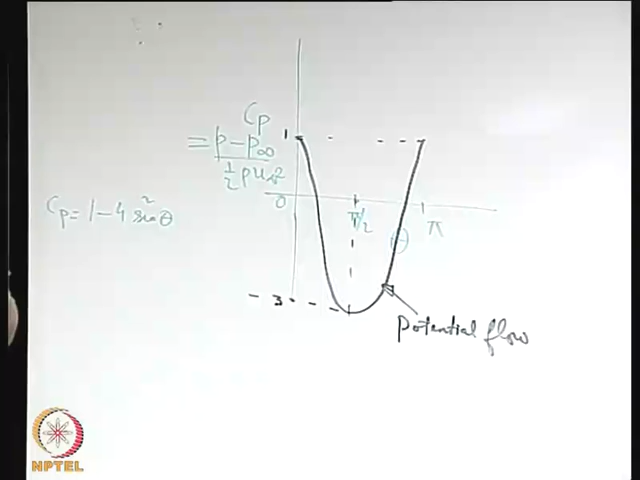 Cp
= p - p∞
½ρu∞²
1
0
π/2
π
θ
Cp = 1 - 4 sin²θ
- 3
potential flow
NPTEL